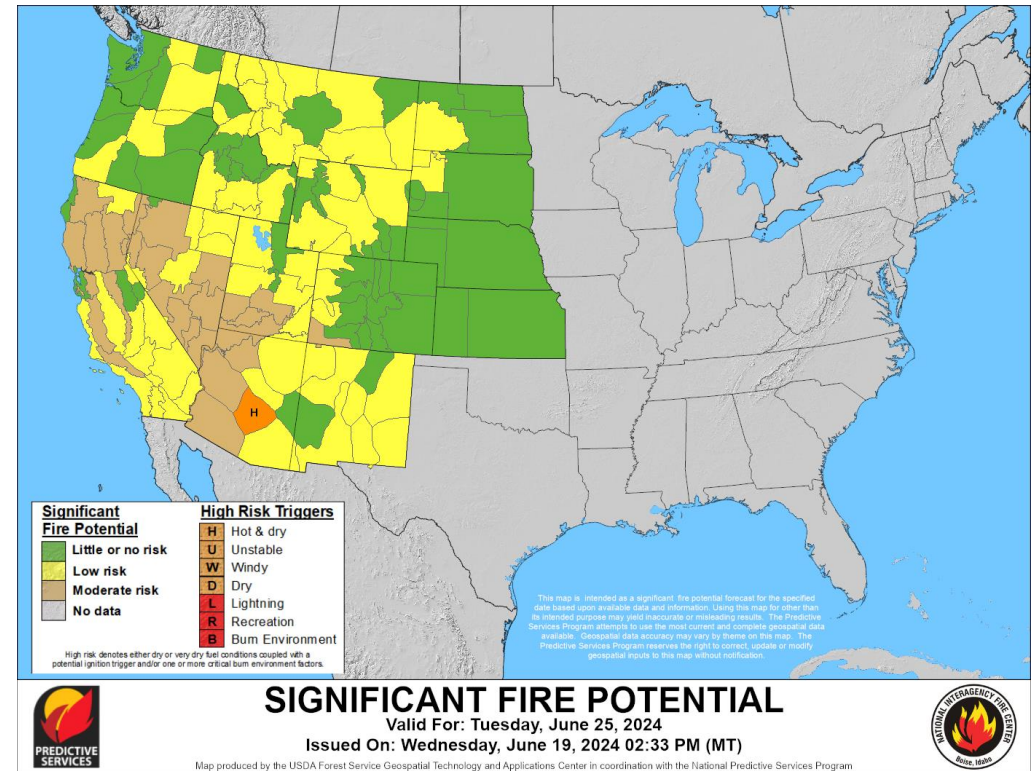 H
Significant
Fire Potential
Little or no risk
Low risk
Moderate risk
No data
High Risk Triggers
H Hot & dry
U Unstable
W Windy
D Dry
L Lightning
R Recreation
B Burn Environment
High risk denotes either dry or very dry fuel conditions coupled with a
potential ignition trigger and/or one or more critical burn environment factors.
This map is intended as a significant fire potential forecast for the specified
date based upon available data and information. Using this map for other than
its intended purpose may yield inaccurate or misleading results. The Predictive
Services Program attempts to use the most current and complete geospatial data
available. Geospatial data accuracy may vary by theme on this map. The
Predictive Services Program reserves the right to correct, update or modify
geospatial inputs to this map without notification.
PREDICTIVE
SERVICES
SIGNIFICANT FIRE POTENTIAL
Valid For: Tuesday, June 25, 2024
Issued On: Wednesday, June 19, 2024 02:33 PM (MT)
Map produced by the USDA Forest Service Geospatial Technology and Applications Center in coordination with the National Predictive Services Program
NATIONAL INTERAGENCY FIRE CENTER
Boise, Idaho